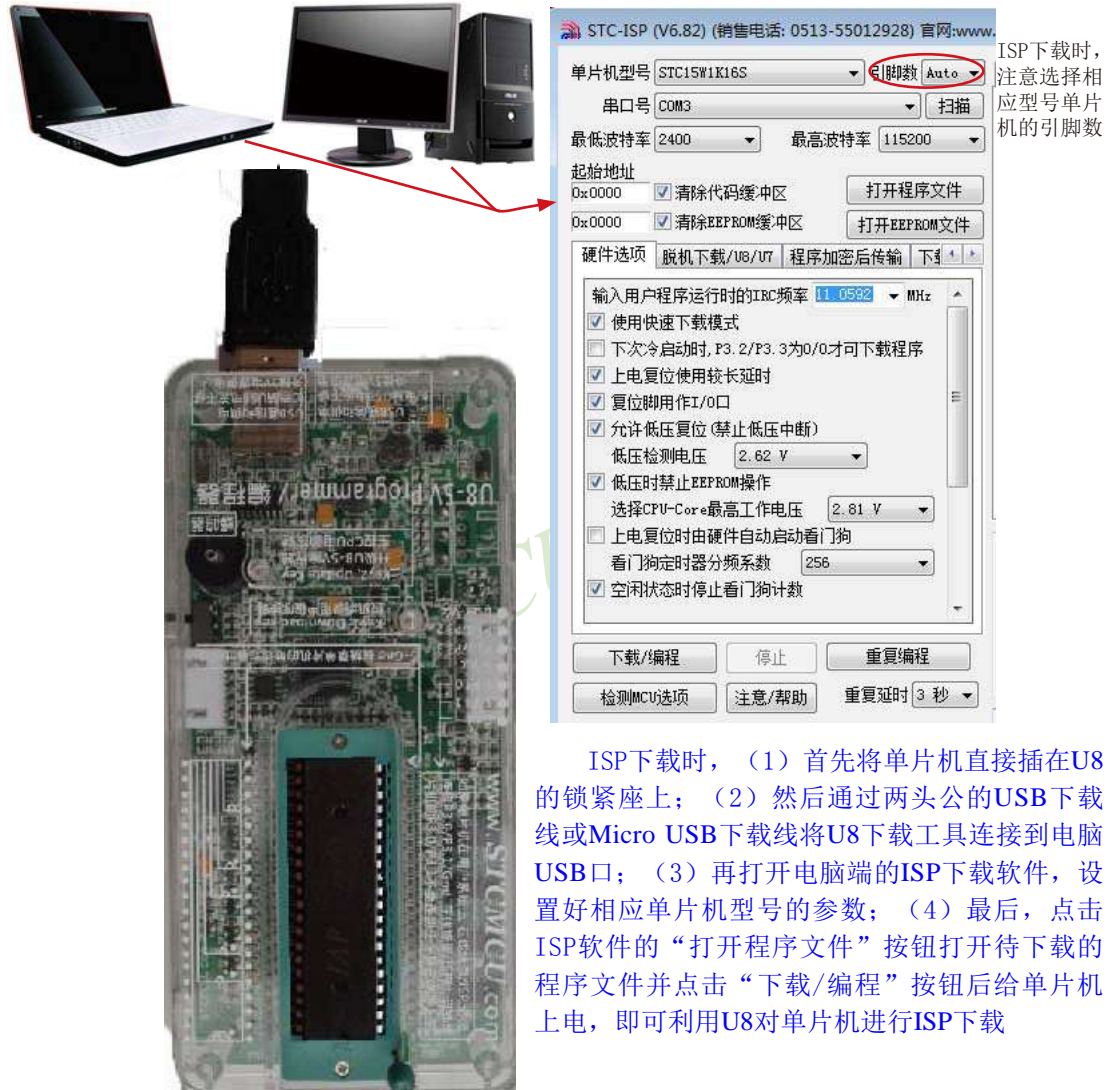 STC-ISP (V6.82) (销售电话: 0513-55012928) 官网:www.
单片机型号 STC15W1K16S 引脚数 Auto
ISP下载时,
注意选择相
应型号单片
机的引脚数
串口号 COM3 扫描
最低波特率 2400 最高波特率 115200
起始地址
0x0000 清除代码缓冲区 打开程序文件
0x0000 清除EEPROM缓冲区 打开EEPROM文件
硬件选项 脱机下载/U8/U7 程序加密后传输
输入用户程序运行时的IRC频率 11.0592 MHz
使用快速下载模式
下次冷启动时,P3.2/P3.3为0/0才可下载程序
上电复位使用较长延时
复位脚用作I/O口
允许低压复位(禁止低压中断)
低压检测电压 2.62 V
低压时禁止EEPROM操作
选择CPU-Core最高工作电压 2.81 V
上电复位时由硬件自动启动看门狗
看门狗定时器分频系数 256
空闲状态时停止看门狗计数
下载/编程 停止 重复编程
检测MCU选项 注意/帮助 重复延时 3 秒
U8-5V Programmer / 编程器
www.STCMCU.com
ISP下载时，（1）首先将单片机直接插在U8
的锁紧座上；（2）然后通过两头公的USB下载
线或Micro USB下载线将U8下载工具连接到电脑
USB口；（3）再打开电脑端的ISP下载软件，设
置好相应单片机型号的参数；（4）最后，点击
ISP软件的“打开程序文件”按钮打开待下载的
程序文件并点击“下载/编程”按钮后给单片机
上电，即可利用U8对单片机进行ISP下载